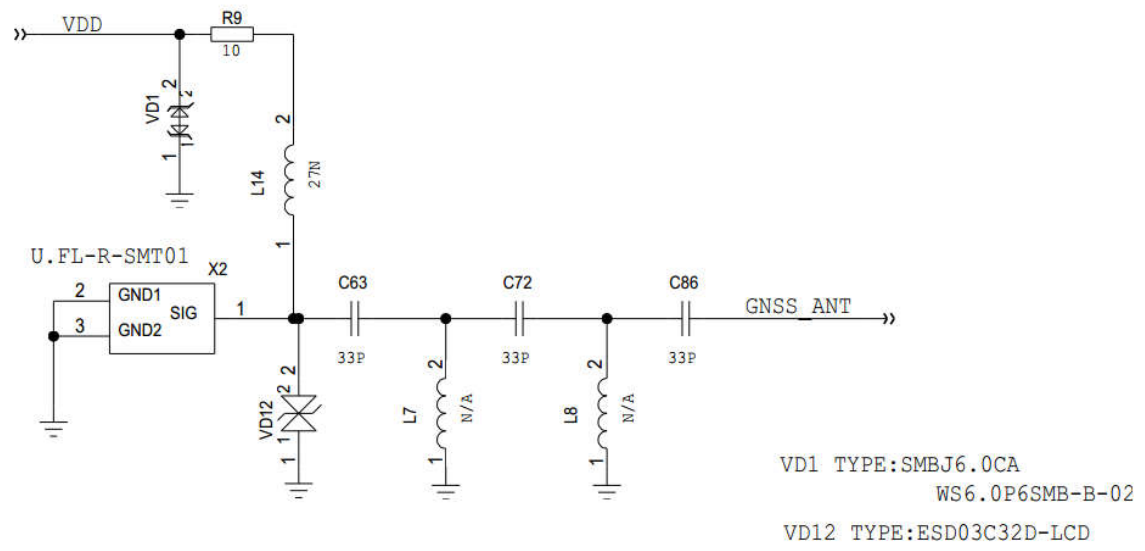 VDD
R9
10
2
2
VD1
1
1
2
L14
27N
1
U.FL-R-SMT01
X2
2
GND1
SIG
1
3
GND2
C63
33P
C72
33P
C86
33P
GNSS_ANT
2
2
VD12
1
1
2
L7
N/A
1
2
L8
N/A
1
VD1 TYPE:SMBJ6.0CA
WS6.0P6SMB-B-02
VD12 TYPE:ESD03C32D-LCD